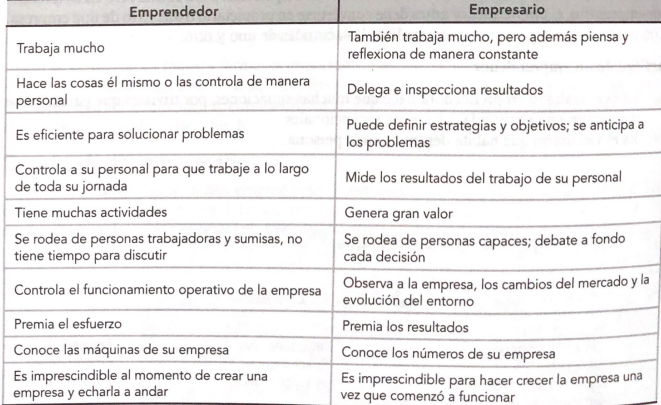 Emprendedor Empresario
Trabaja mucho
También trabaja mucho, pero además piensa y
reflexiona de manera constante
Hace las cosas él mismo o las controla de manera
personal
Delega e inspecciona resultados
Es eficiente para solucionar problemas
Puede definir estrategias y objetivos; se anticipa a
los problemas
Controla a su personal para que trabaje a lo largo
de toda su jornada
Mide los resultados del trabajo de su personal
Tiene muchas actividades
Genera gran valor
Se rodea de personas trabajadoras y sumisas, no
tiene tiempo para discutir
Se rodea de personas capaces; debate a fondo
cada decisión
Controla el funcionamiento operativo de la empresa
Observa a la empresa, los cambios del mercado y la
evolución del entorno
Premia el esfuerzo
Premia los resultados
Conoce las máquinas de su empresa
Conoce los números de su empresa
Es imprescindible al momento de crear una
empresa y echarla a andar
Es imprescindible para hacer crecer la empresa una
vez que comenzó a funcionar